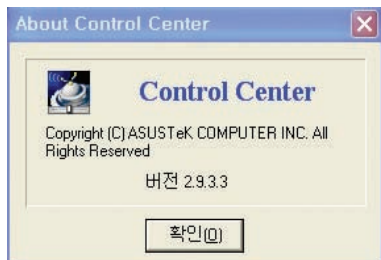 About Control Center
Control Center
Copyright (C) ASUSTeK COMPUTER INC. All
Rights Reserved
버전 2.9.3.3
확인(O)